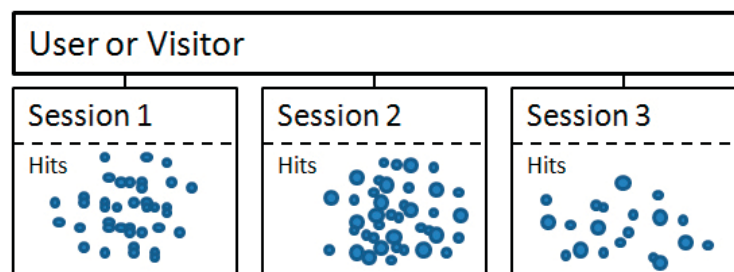 User or Visitor
Session 1
Session 2
Session 3
Hits
Hits
Hits